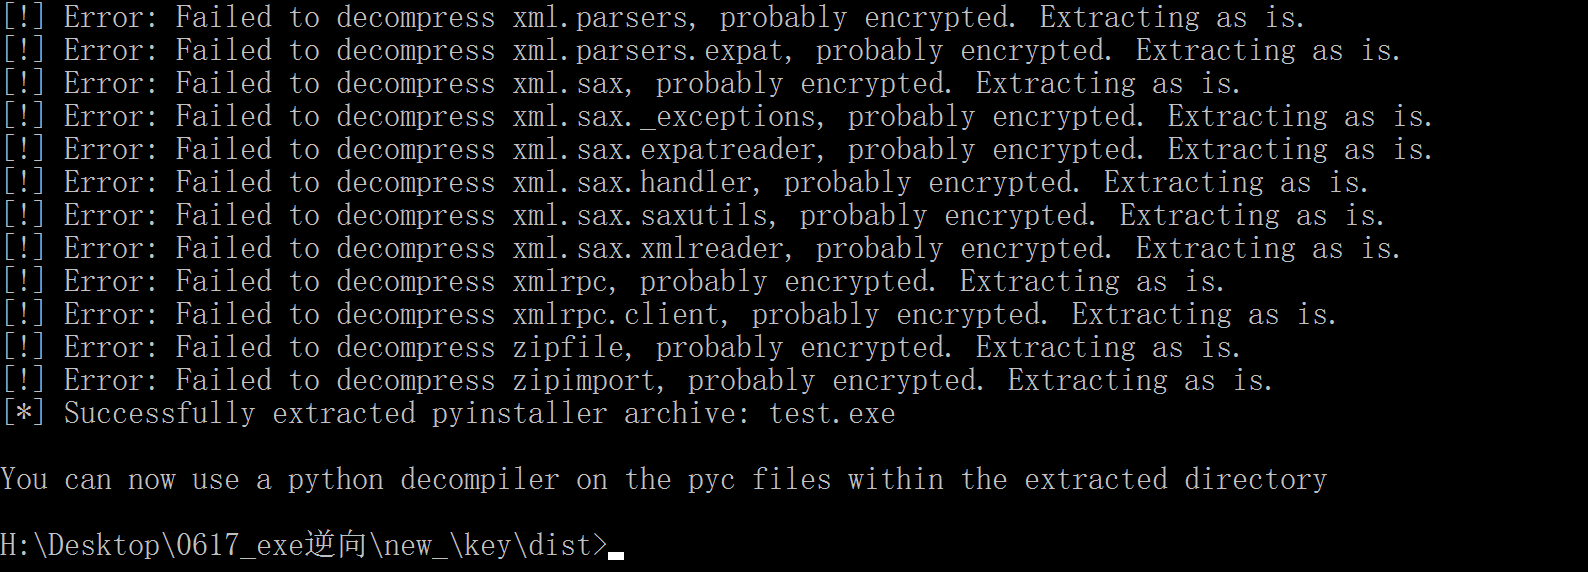 [!] Error: Failed to decompress xml.parsers, probably encrypted. Extracting as is.
[!] Error: Failed to decompress xml.parsers.expat, probably encrypted. Extracting as is.
[!] Error: Failed to decompress xml.sax, probably encrypted. Extracting as is.
[!] Error: Failed to decompress xml.sax._exceptions, probably encrypted. Extracting as is.
[!] Error: Failed to decompress xml.sax.expatreader, probably encrypted. Extracting as is.
[!] Error: Failed to decompress xml.sax.handler, probably encrypted. Extracting as is.
[!] Error: Failed to decompress xml.sax.saxutils, probably encrypted. Extracting as is.
[!] Error: Failed to decompress xml.sax.xmlreader, probably encrypted. Extracting as is.
[!] Error: Failed to decompress xmlrpc, probably encrypted. Extracting as is.
[!] Error: Failed to decompress xmlrpc.client, probably encrypted. Extracting as is.
[!] Error: Failed to decompress zipfile, probably encrypted. Extracting as is.
[!] Error: Failed to decompress zipimport, probably encrypted. Extracting as is.
[*] Successfully extracted pyinstaller archive: test.exe
You can now use a python decompiler on the pyc files within the extracted directory
H:\Desktop\0617_exe逆向\new_\key\dist>